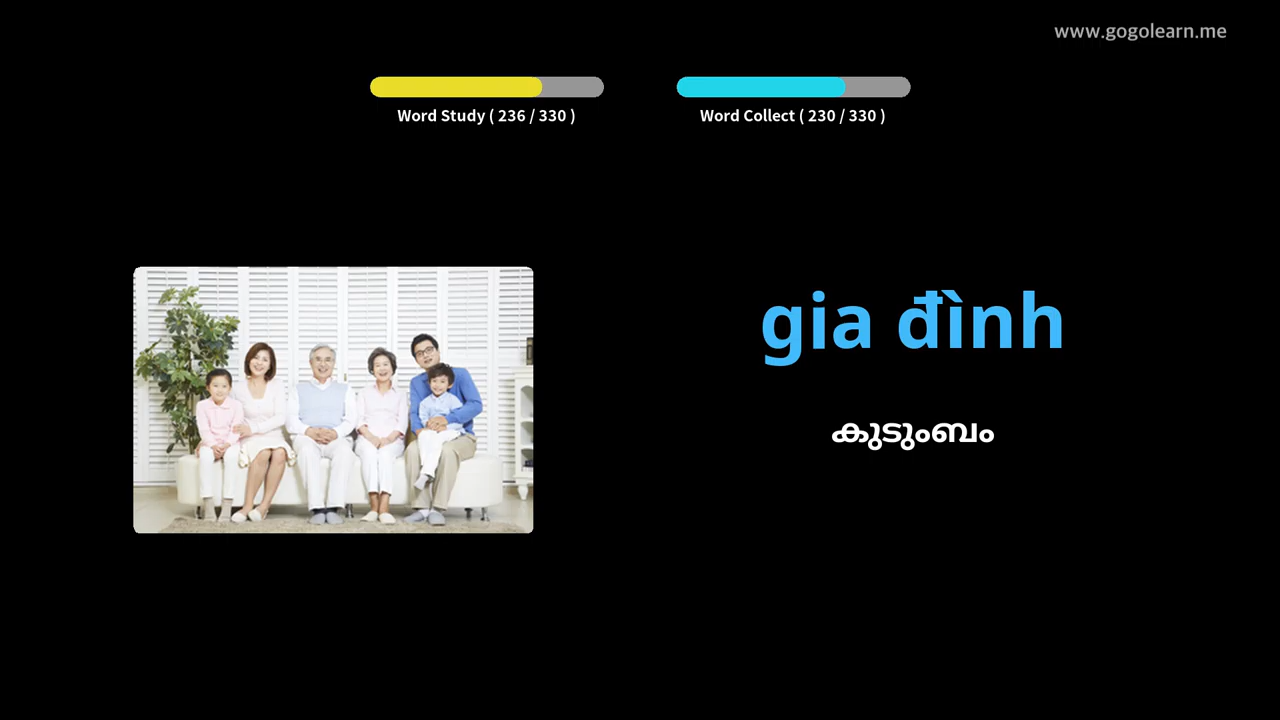 www.gogolearn.me
Word Study ( 236 / 330 )
Word Collect ( 230 / 330 )
gia đình
കുടുംബം